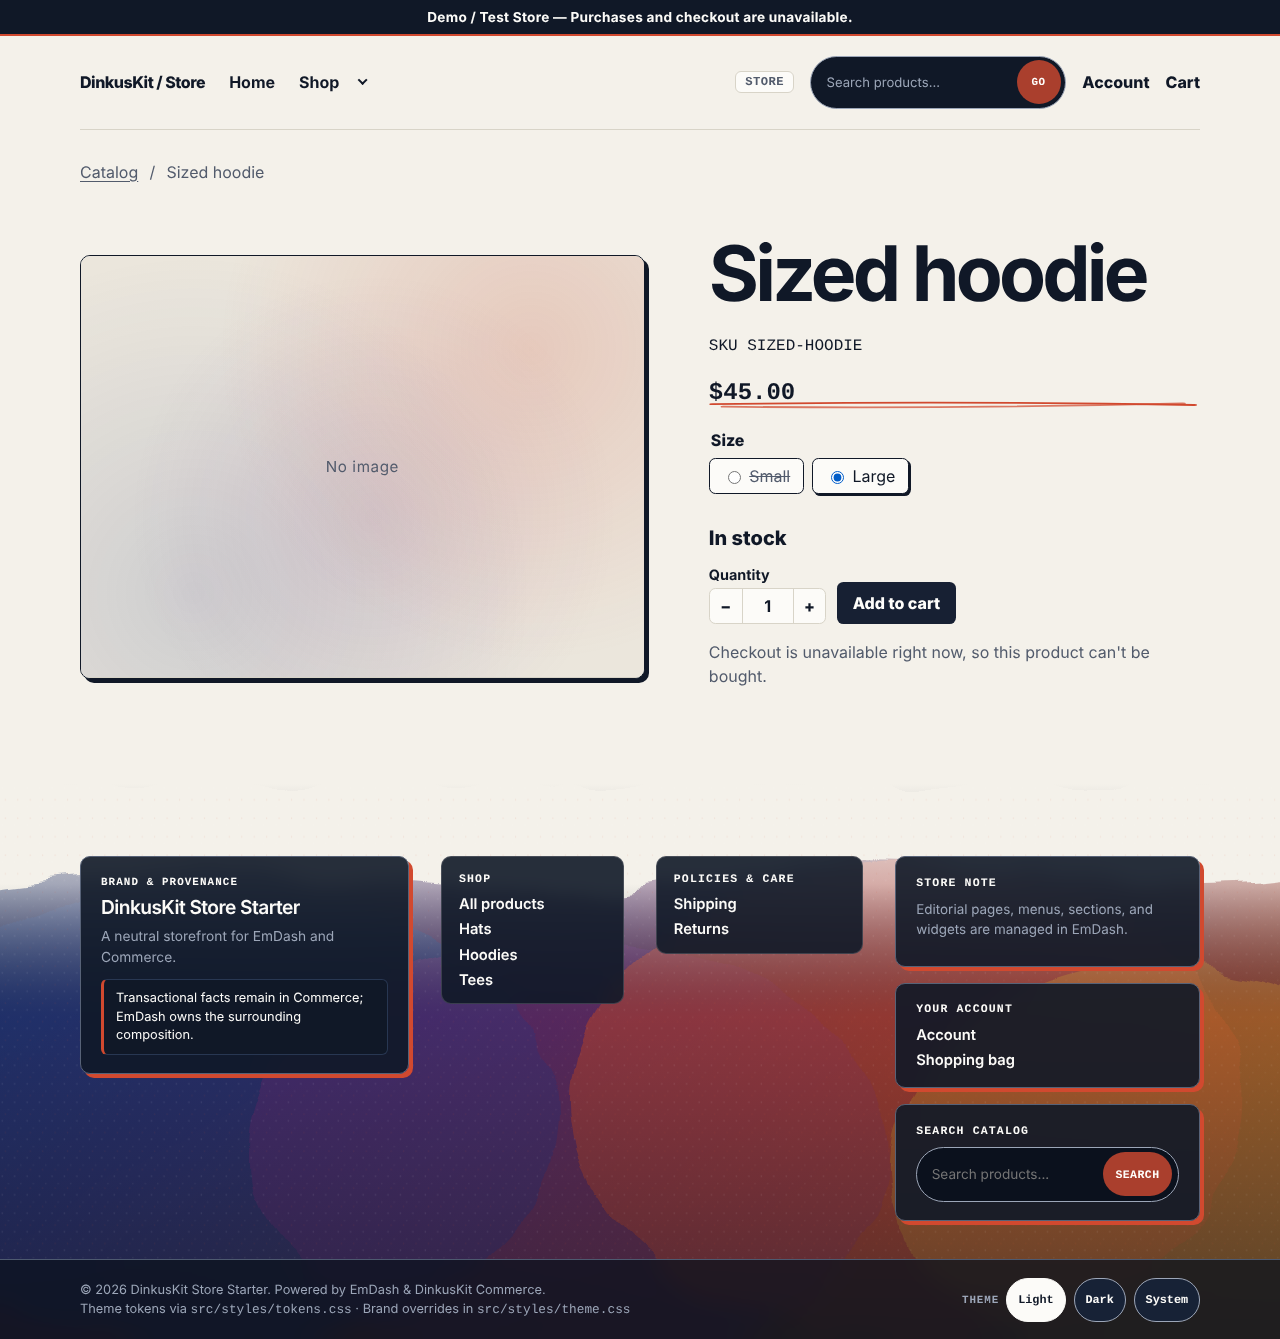 Demo / Test Store — Purchases and checkout are unavailable.
DinkusKit / Store Home Shop STORE Search products... GO Account Cart
Catalog / Sized hoodie
No image
Sized hoodie
SKU SIZED-HOODIE
$45.00
Size
Small Large
In stock
Quantity
− 1 + Add to cart
Checkout is unavailable right now, so this product can't be
bought.
BRAND & PROVENANCE
DinkusKit Store Starter
A neutral storefront for EmDash and
Commerce.
Transactional facts remain in Commerce;
EmDash owns the surrounding
composition.
SHOP
All products
Hats
Hoodies
Tees
POLICIES & CARE
Shipping
Returns
STORE NOTE
Editorial pages, menus, sections, and
widgets are managed in EmDash.
YOUR ACCOUNT
Account
Shopping bag
SEARCH CATALOG
Search products... SEARCH
© 2026 DinkusKit Store Starter. Powered by EmDash & DinkusKit Commerce.
Theme tokens via src/styles/tokens.css · Brand overrides in src/styles/theme.css
THEME Light Dark System